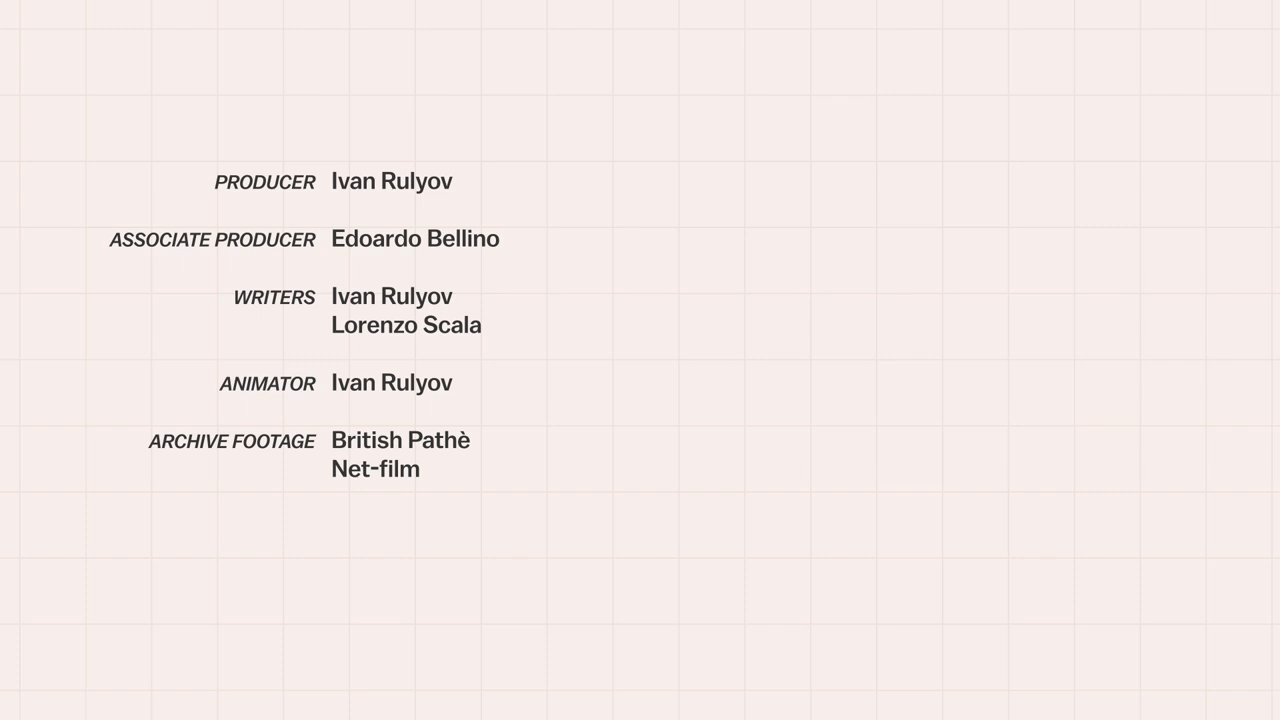 PRODUCER Ivan Rulyov
ASSOCIATE PRODUCER Edoardo Bellino
WRITERS Ivan Rulyov
Lorenzo Scala
ANIMATOR Ivan Rulyov
ARCHIVE FOOTAGE British Pathè
Net-film